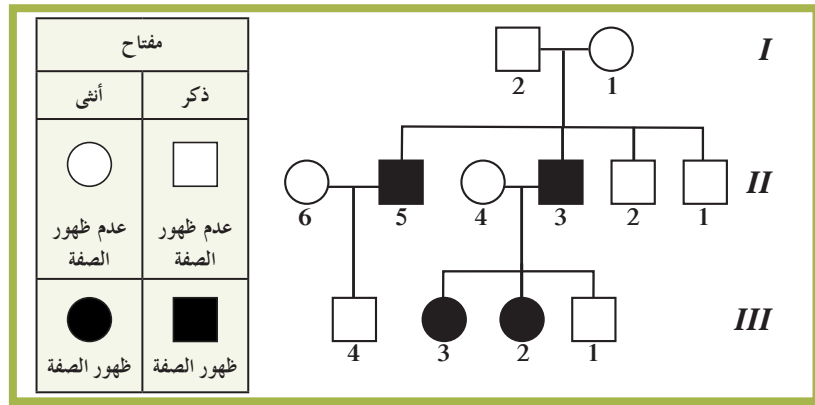 مفتاح
ذكر أنثى
عدم ظهور الصفة عدم ظهور الصفة
ظهور الصفة ظهور الصفة
I
2 1
II
6 5 4 3 2 1
III
4 3 2 1